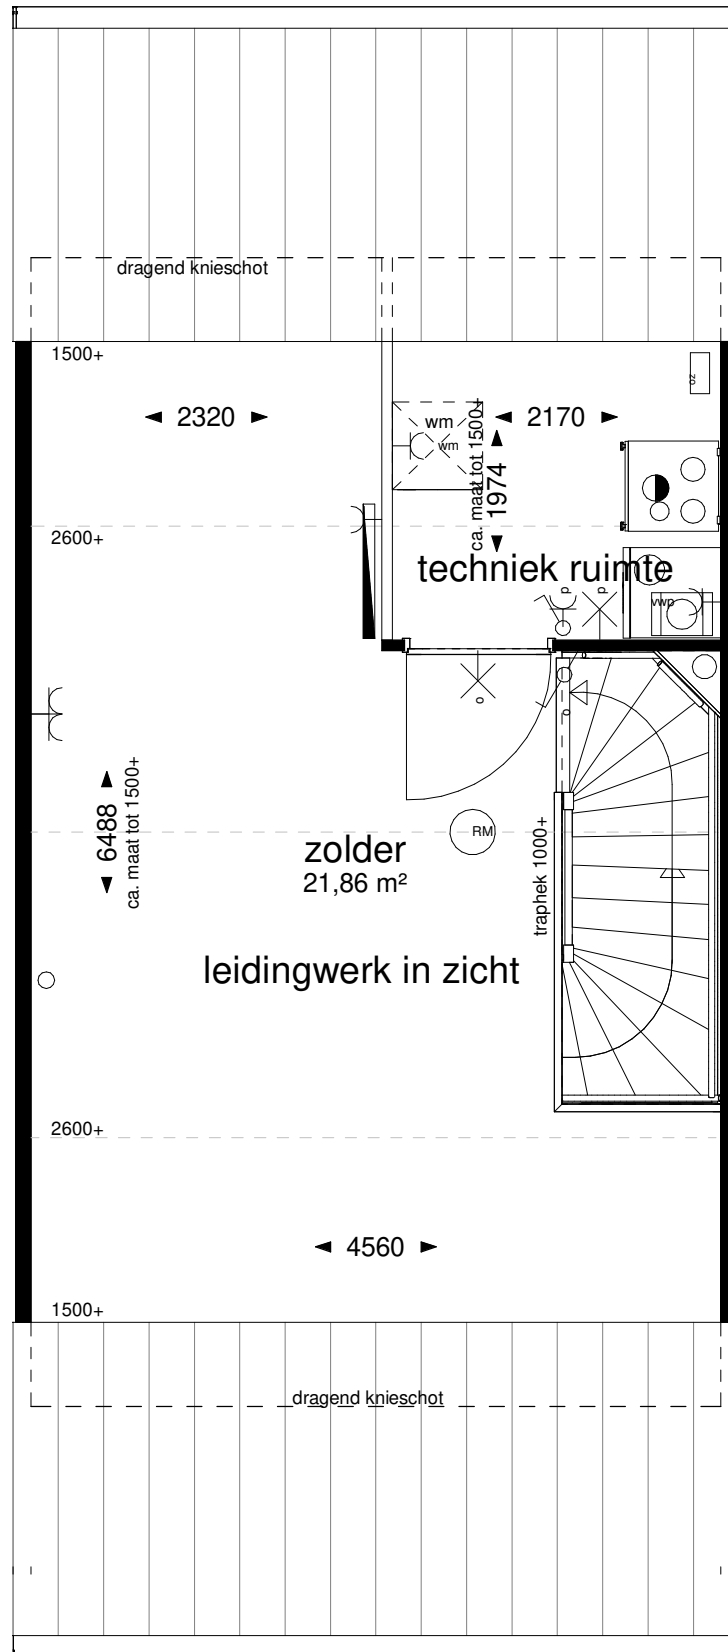 dragend knieschot
1500+
2320
2170
oz
wm
wm
ca. maat tot 1500+
1974
2600+
techniek ruimte
p
p
vwp
o
o
6488
ca. maat tot 1500+
RM
traphek 1000+
zolder
21,86 m²
leidingwerk in zicht
2600+
4560
1500+
dragend knieschot